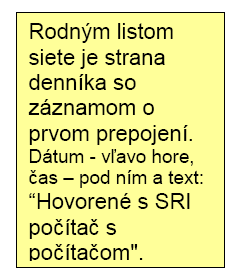 Rodným listom
siete je strana
denníka so
záznamom o
prvom prepojení.
Dátum - vľavo hore,
čas – pod ním a text:
“Hovorené s SRI
počítač s
počítačom".